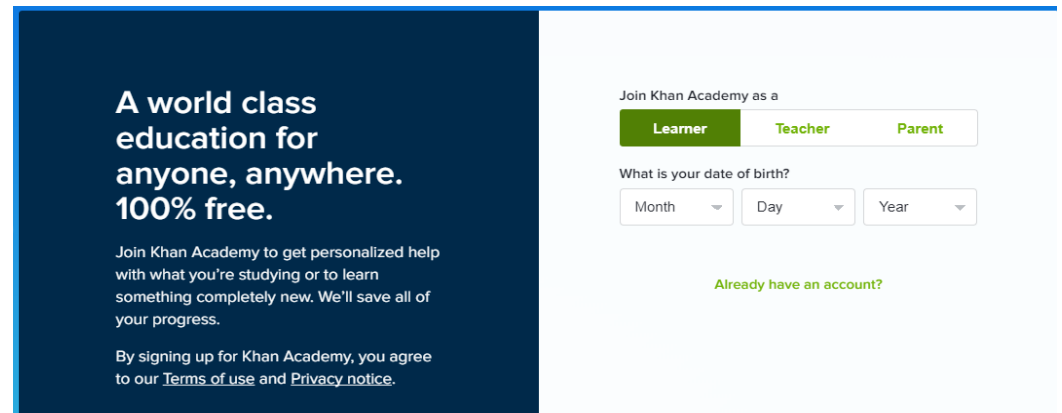 A world class
education for
anyone, anywhere.
100% free.
Join Khan Academy to get personalized help
with what you’re studying or to learn
something completely new. We’ll save all of
your progress.
By signing up for Khan Academy, you agree
to our Terms of use and Privacy notice.
Join Khan Academy as a
Learner Teacher Parent
What is your date of birth?
Month Day Year
Already have an account?